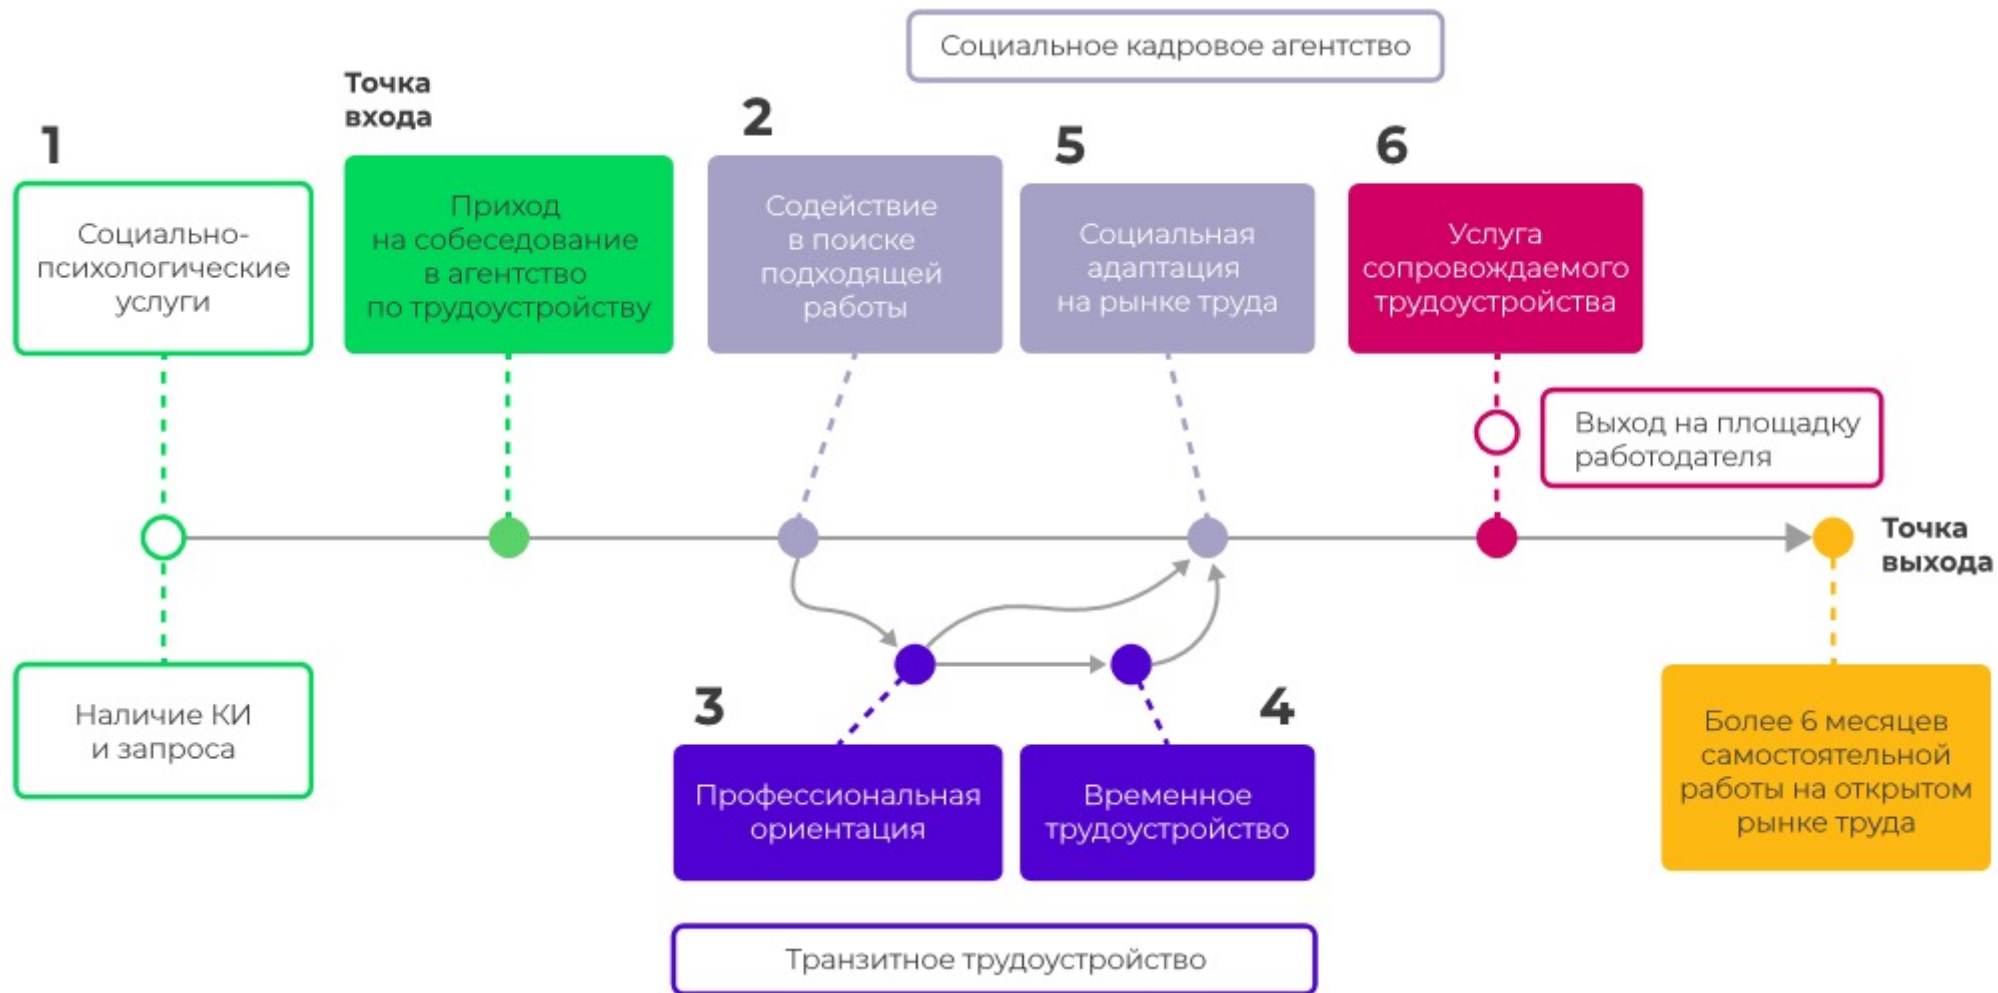 Социальное кадровое агентство
Точка
входа
1
Социально-
психологические
услуги
Приход
на собеседование
в агентство
по трудоустройству
2
Содействие
в поиске
подходящей
работы
5
Социальная
адаптация
на рынке труда
6
Услуга
сопровождаемого
трудоустройства
Выход на площадку
работодателя
Точка
выхода
Наличие КИ
и запроса
3
Профессиональная
ориентация
4
Временное
трудоустройство
Более 6 месяцев
самостоятельной
работы на открытом
рынке труда
Транзитное трудоустройство